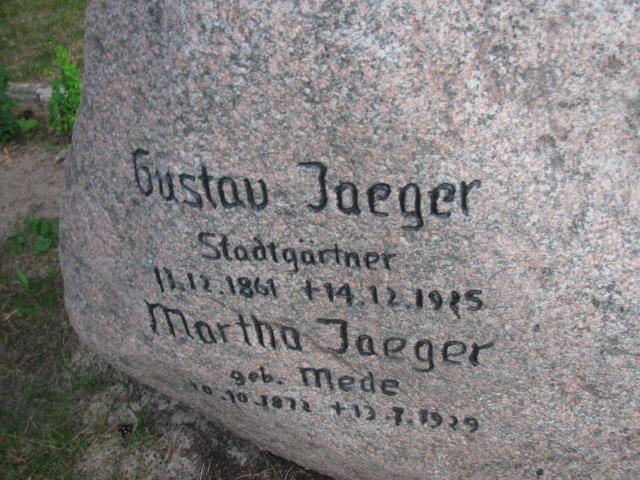 Gustav Jaeger
Stadtgärtner
13.12.1861 +14.12.1925
Martha Jaeger
geb. Mede
+13.7.1929